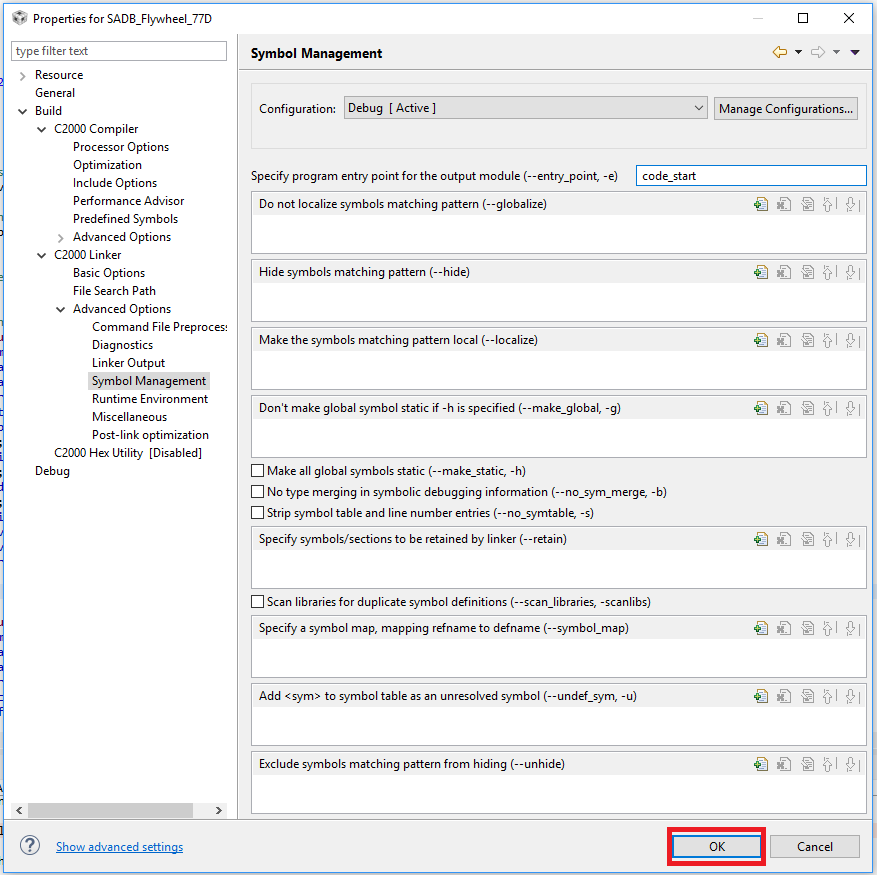 Properties for SADB_Flywheel_77D
type filter text
Resource
General
Build
C2000 Compiler
Processor Options
Optimization
Include Options
Performance Advisor
Predefined Symbols
Advanced Options
C2000 Linker
Basic Options
File Search Path
Advanced Options
Command File Preprocess
Diagnostics
Linker Output
Symbol Management
Runtime Environment
Miscellaneous
Post-link optimization
C2000 Hex Utility [Disabled]
Debug
Symbol Management
Configuration: Debug [ Active ] Manage Configurations...
Specify program entry point for the output module (--entry_point, -e) code_start
Do not localize symbols matching pattern (--globalize)
Hide symbols matching pattern (--hide)
Make the symbols matching pattern local (--localize)
Don't make global symbol static if -h is specified (--make_global, -g)
Make all global symbols static (--make_static, -h)
No type merging in symbolic debugging information (--no_sym_merge, -b)
Strip symbol table and line number entries (--no_symtable, -s)
Specify symbols/sections to be retained by linker (--retain)
Scan libraries for duplicate symbol definitions (--scan_libraries, -scanlibs)
Specify a symbol map, mapping refname to defname (--symbol_map)
Add <sym> to symbol table as an unresolved symbol (--undef_sym, -u)
Exclude symbols matching pattern from hiding (--unhide)
? Show advanced settings OK Cancel